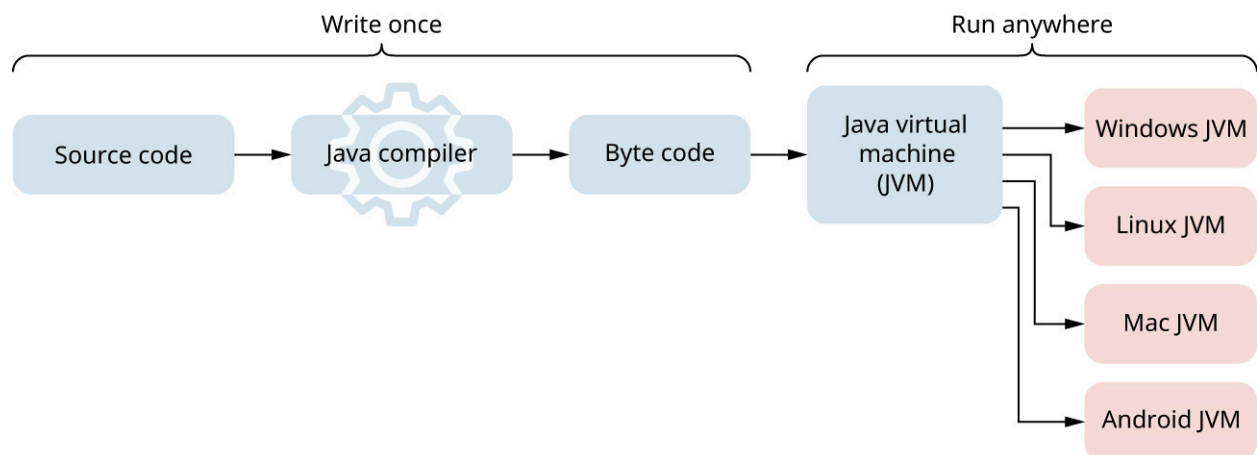 Write once
Run anywhere
Source code
Java compiler
Byte code
Java virtual
machine
(JVM)
Windows JVM
Linux JVM
Mac JVM
Android JVM